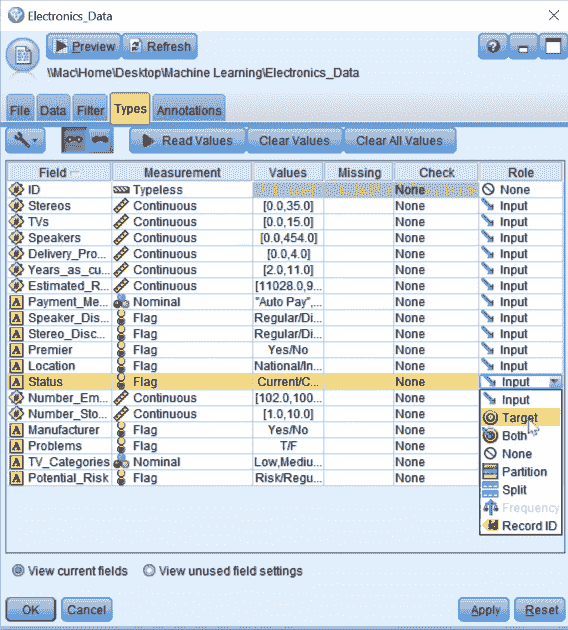 Electronics_Data
Preview Refresh
\\Mac\Home\Desktop\Machine Learning\Electronics_Data
File Data Filter Types Annotations
Read Values Clear Values Clear All Values
Field Measurement Values Missing Check Role
ID Typeless None None
Stereos Continuous [0.0,35.0] None Input
TVs Continuous [0.0,15.0] None Input
Speakers Continuous [0.0,454.0] None Input
Delivery_Pro... Continuous [0.0,4.0] None Input
Years_as_cu... Continuous [2.0,11.0] None Input
Estimated_R... Continuous [11028.0,9... None Input
Payment_Me... Nominal "Auto Pay",... None Input
Speaker_Dis... Flag Regular/Di... None Input
Stereo_Disc... Flag Regular/Di... None Input
Premier Flag Yes/No None Input
Location Flag National/In... None Input
Status Flag Current/C... None Input
Number_Em... Continuous [102.0,100... None Input
Number_Sto... Continuous [1.0,10.0] None Target
Manufacturer Flag Yes/No None Both
Problems Flag T/F None None
TV_Categories Nominal Low,Mediu... None Partition
Potential_Risk Flag Risk/Regu... None Split
Frequency
Record ID
View current fields View unused field settings
OK Cancel Apply Reset